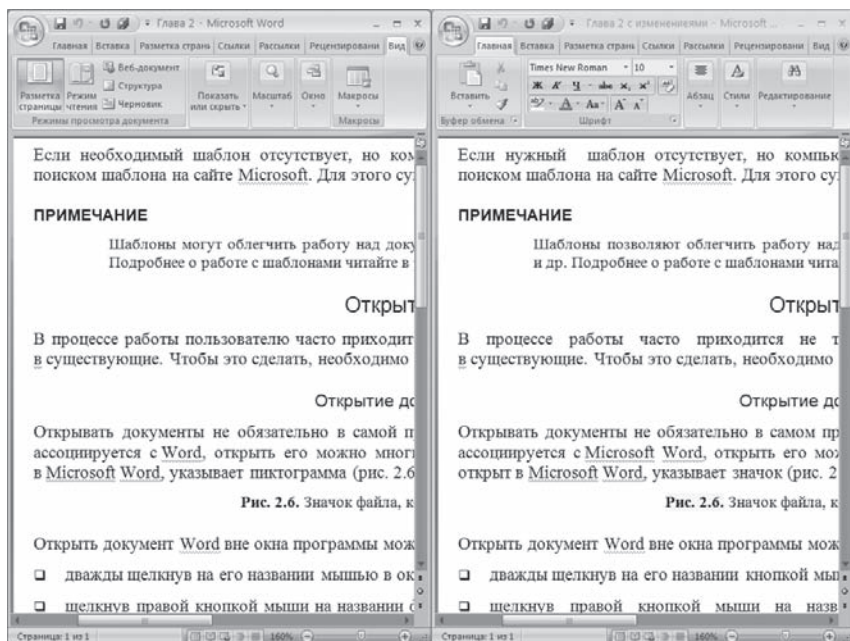 Глава 2 - Microsoft Word
Главная Вставка Разметка стран Ссылки Рассылки Рецензировани Вид
Разметка страницы
Режим чтения
Веб-документ
Структура
Черновик
Режимы просмотра документа
Показать или скрыть
Масштаб
Окно
Макросы
Макросы
Если необходимый шаблон отсутствует, но ком
поиском шаблона на сайте Microsoft. Для этого су
ПРИМЕЧАНИЕ
Шаблоны могут облегчить работу над доку
Подробнее о работе с шаблонами читайте в
Открыт
В процессе работы пользователю часто приходит
в существующие. Чтобы это сделать, необходимо
Открытие до
Открывать документы не обязательно в самой п
ассоциируется с Word, открыть его можно многи
в Microsoft Word, указывает пиктограмма (рис. 2.6
Рис. 2.6. Значок файла, к
Открыть документ Word вне окна программы мож
дважды щелкнув на его названии мышью в ок
щелкнув правой кнопкой мыши на названии
Страница: 1 из 1
160%
Глава 2 с изменениями - Microsoft ...
Главная Вставка Разметка стран Ссылки Рассылки Рецензировани Вид
Вставить
Буфер обмена
Times New Roman 10
Ж К Ч abe x, x²
Aa A A
Шрифт
Абзац
Стили
Редактирование
Если нужный шаблон отсутствует, но компьк
поиском шаблона на сайте Microsoft. Для этого су
ПРИМЕЧАНИЕ
Шаблоны позволяют облегчить работу над
и др. Подробнее о работе с шаблонами чита
Открыт
В процессе работы часто приходится не т
в существующие. Чтобы это сделать, необходимо
Открытие до
Открывать документы не обязательно в самом пр
ассоциируется с Microsoft Word, открыть его мож
открыт в Microsoft Word, указывает значок (рис. 2
Рис. 2.6. Значок файла, к
Открыть документ Word вне окна программы мож
дважды щелкнув на его названии кнопкой мыш
щелкнув правой кнопкой мыши на назв
Страница: 1 из 1
160%